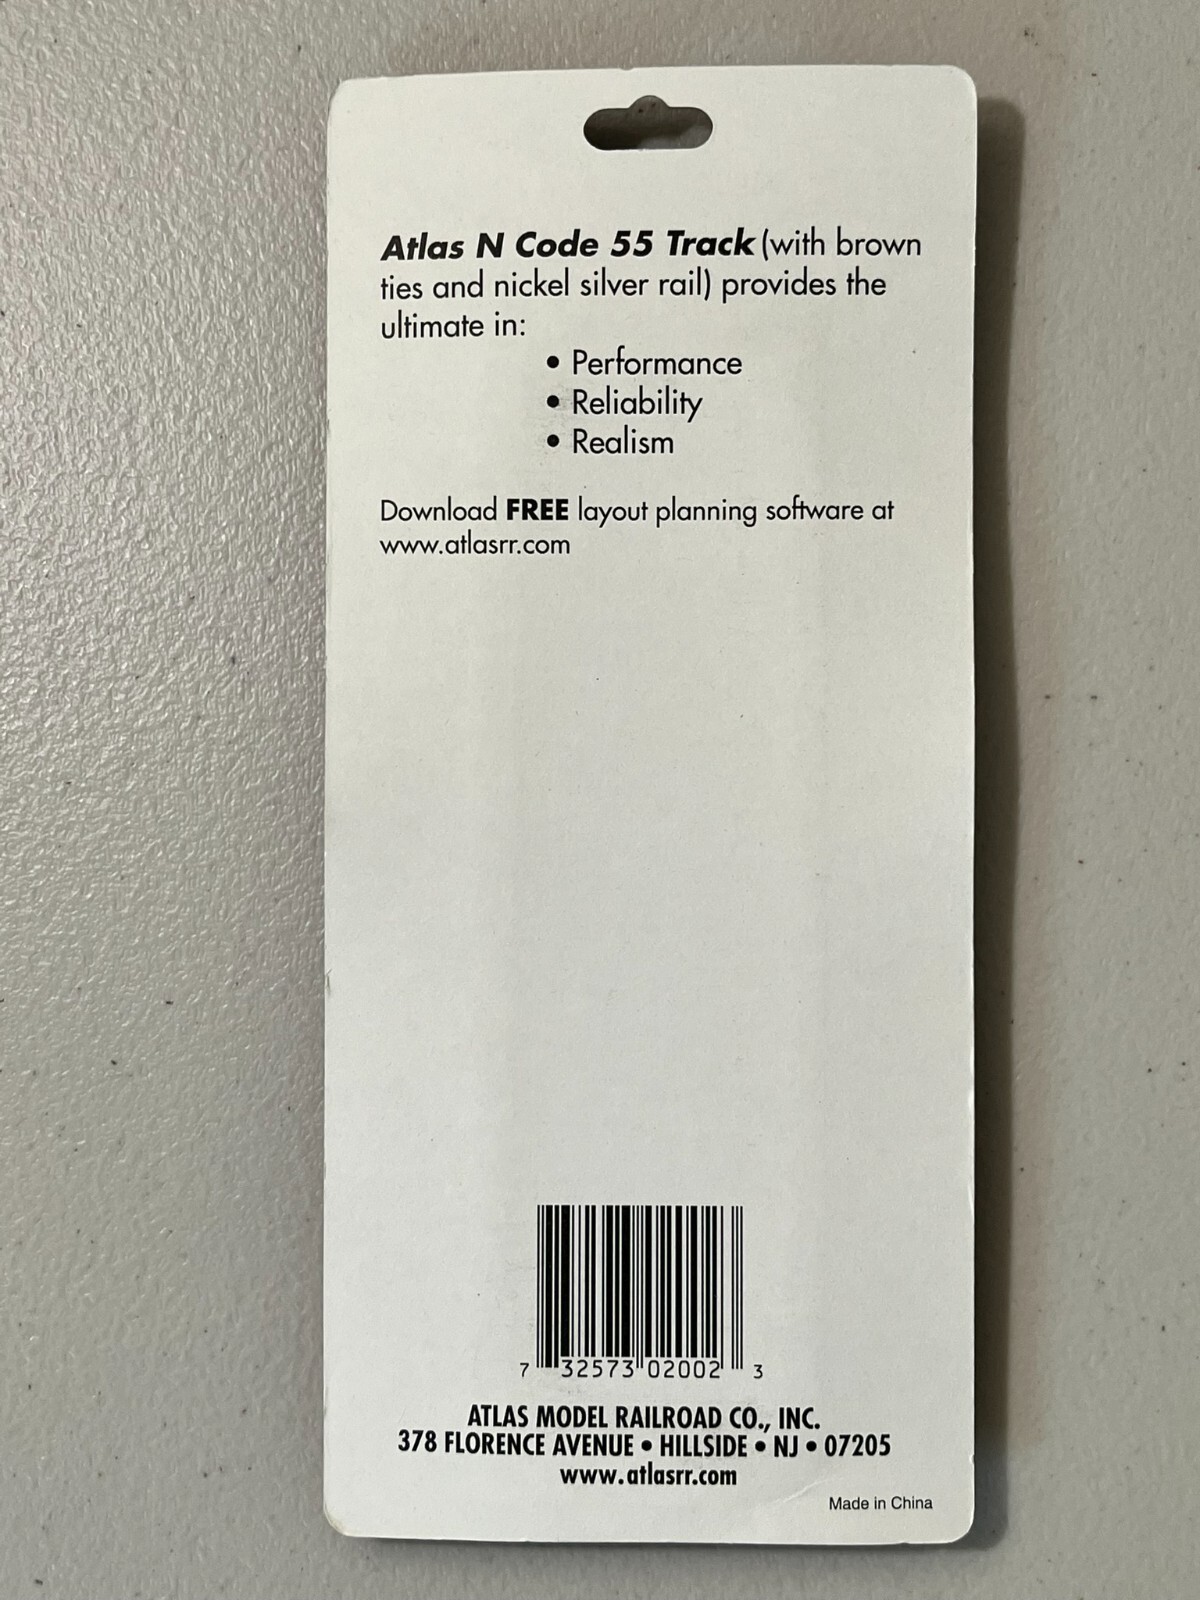 Atlas N Code 55 Track (with brown
ties and nickel silver rail) provides the
ultimate in:
• Performance
• Reliability
• Realism
Download FREE layout planning software at
www.atlasrr.com
7 32573 02002 3
ATLAS MODEL RAILROAD CO., INC.
378 FLORENCE AVENUE • HILLSIDE • NJ • 07205
www.atlasrr.com
Made in China